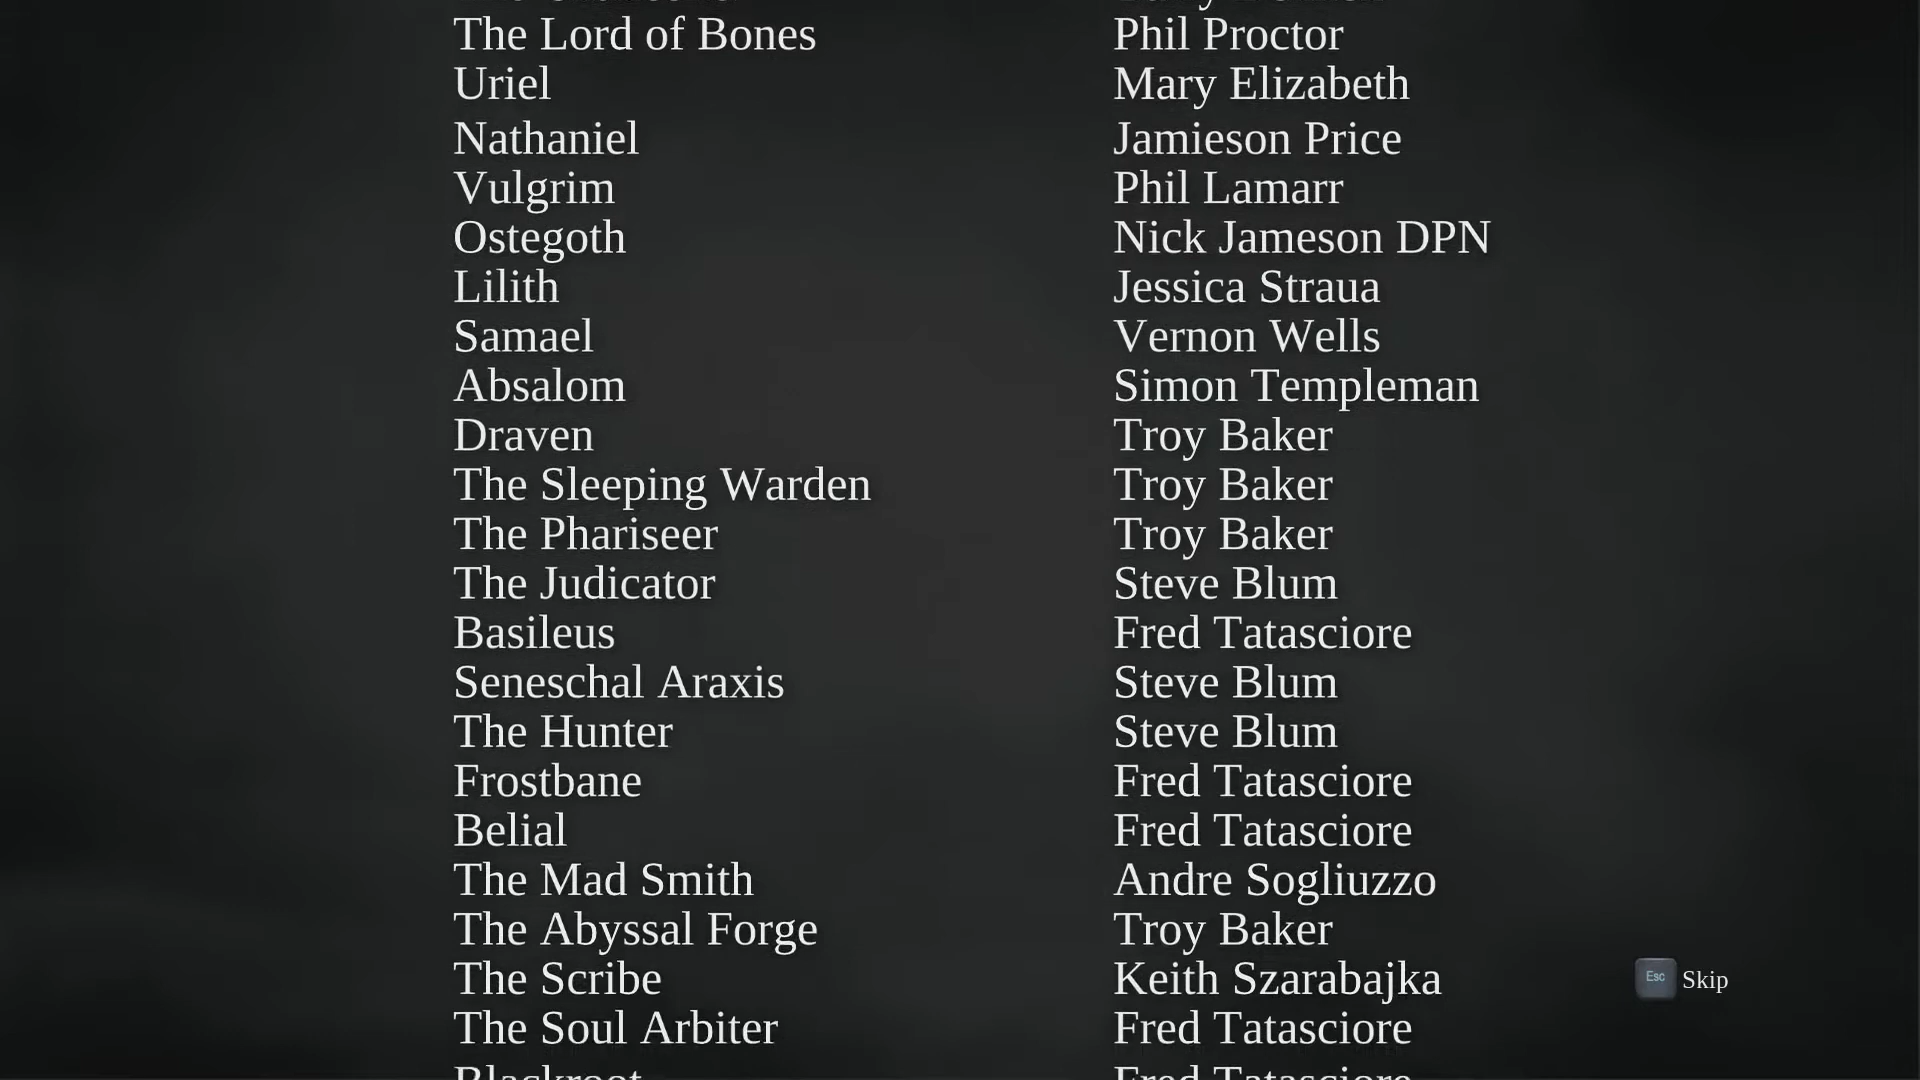 The Lord of Bones Phil Proctor
Uriel Mary Elizabeth
Nathaniel Jamieson Price
Vulgrim Phil Lamarr
Ostegoth Nick Jameson DPN
Lilith Jessica Straua
Samael Vernon Wells
Absalom Simon Templeman
Draven Troy Baker
The Sleeping Warden Troy Baker
The Phariseer Troy Baker
The Judicator Steve Blum
Basileus Fred Tatasciore
Seneschal Araxis Steve Blum
The Hunter Steve Blum
Frostbane Fred Tatasciore
Belial Fred Tatasciore
The Mad Smith Andre Sogliuzzo
The Abyssal Forge Troy Baker
The Scribe Keith Szarabajka
Esc Skip
The Soul Arbiter Fred Tatasciore
Blackroot Fred Tatasciore